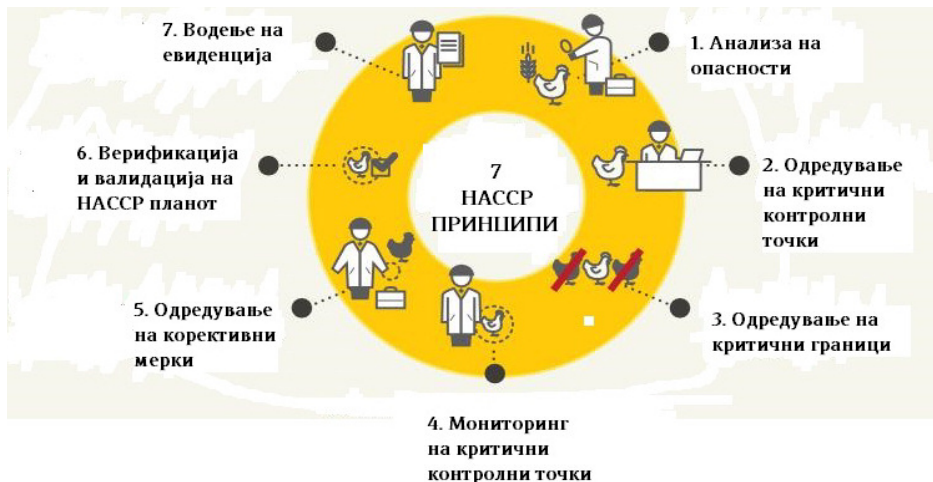 7. Водење на
евиденција
1. Анализа на
опасности
6. Верификација
и валидација на
НАССР планот
7
НАССР
ПРИНЦИПИ
2. Одредување
на критични
контролни
точки
5. Одредување
на корективни
мерки
3. Одредување на
критични граници
4. Мониторинг
на критични
контролни точки